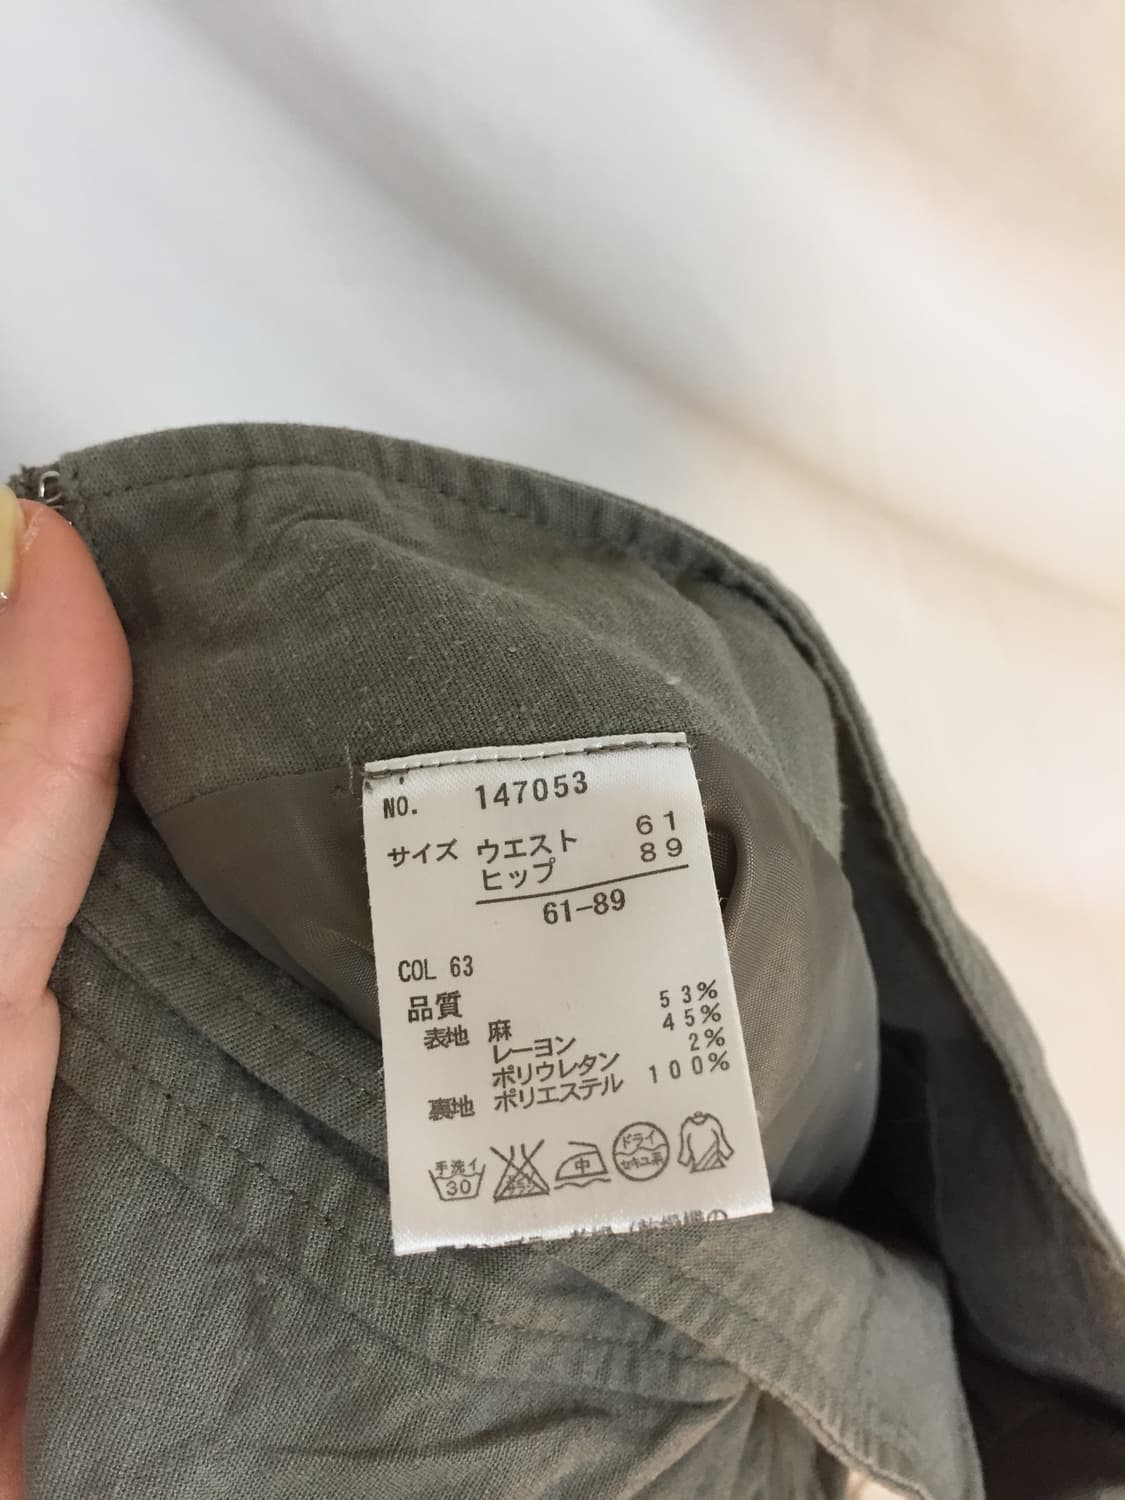 NO. 147053
サイズ ウエスト 61
ヒップ 89
61-89
COL 63
品質
表地 麻 53%
レーヨン 45%
ポリウレタン 2%
裏地 ポリエステル 100%
手洗イ 30
中
ドライ
セキユ系